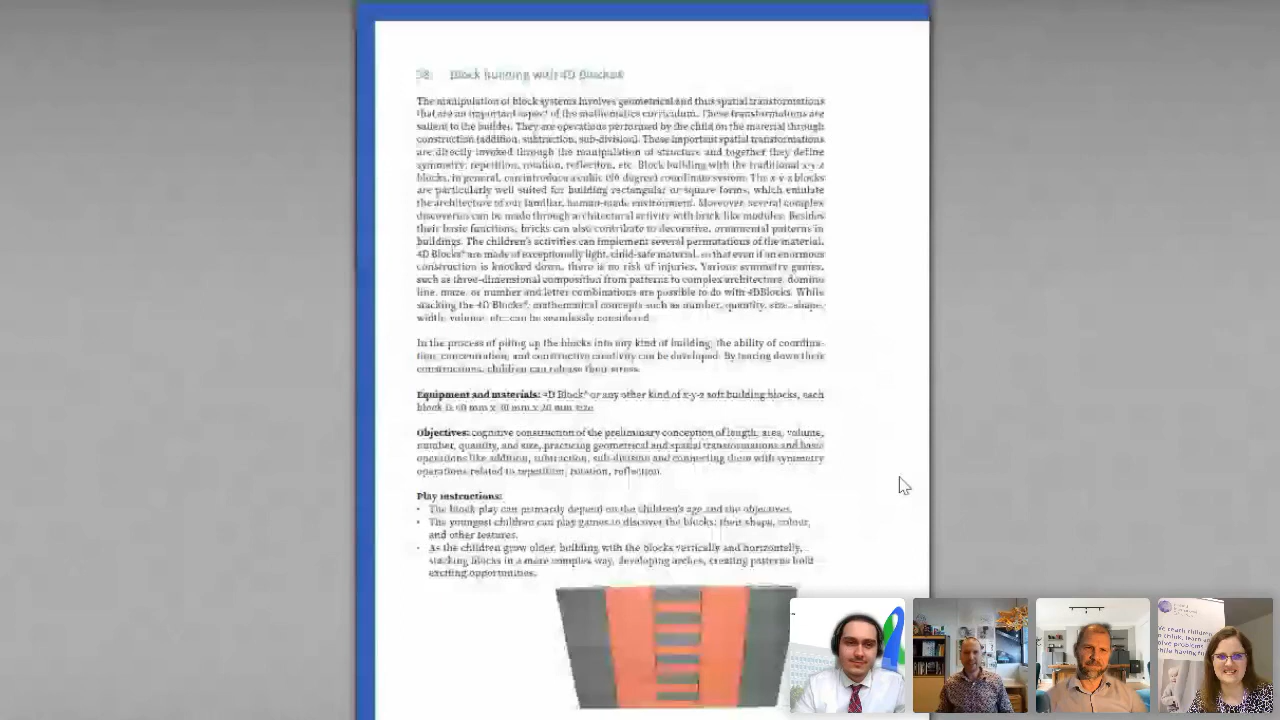 38 Block building with 4D Blocks®
The manipulation of block systems involves geometrical and thus spatial transformations
that are an important aspect of the mathematics curriculum. These transformations are
salient to the builder. They are operations performed by the child on the material through
construction (addition, subtraction, sub-division). These important spatial transformations
are directly invoked through the manipulation of structure and together they define
symmetry, repetition, rotation, reflection, etc. Block building with the traditional x-y-z
blocks, in general, can introduce a cubic (90 degree) coordinate system. The x-y-z blocks
are particularly well suited for building rectangular or square forms, which emulate
the architecture of our familiar, human-made environment. Moreover, several complex
discoveries can be made through architectural activity with brick like modules. Besides
their basic functions, bricks can also contribute to decorative, ornamental patterns in
buildings. The children's activities can implement several permutations of the material.
4D Blocks® are made of exceptionally light, child-safe material, so that even if an enormous
construction is knocked down, there is no risk of injuries. Various symmetry games,
such as three-dimensional composition from patterns to complex architecture, domino
line, maze, or number and letter combinations are possible to do with 4DBlocks. While
stacking the 4D Blocks®, mathematical concepts such as number, quantity, size, shape,
width, volume, etc. can be seamlessly considered.
In the process of piling up the blocks into any kind of building, the ability of coordina-
tion, concentration, and constructive creativity can be developed. By tearing down their
constructions, children can release their stress.
Equipment and materials: 4D Block® or any other kind of x-y-z soft building blocks, each
block is mm x mm x mm size
Objectives: cognitive construction of the preliminary conception of length, area, volume,
number, quantity, and size, practicing geometrical and spatial transformations and basic
operations like addition, subtraction, sub-division and connecting them with symmetry
operations related to repetition, rotation, reflection.
Play instructions:
• The block play can primarily depend on the children's age and the objectives.
• The youngest children can play games to discover the blocks: their shape, colour,
and other features.
• As the children grow older, building with the blocks vertically and horizontally,
stacking blocks in a more complex way, developing arches, creating patterns hold
exciting opportunities.